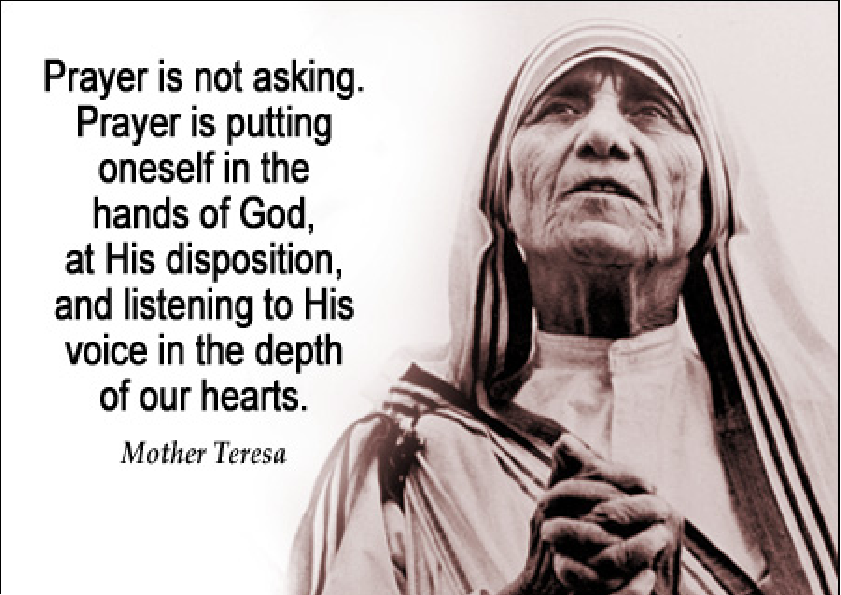 Prayer is not asking.
Prayer is putting
oneself in the
hands of God,
at His disposition,
and listening to His
voice in the depth
of our hearts.
Mother Teresa